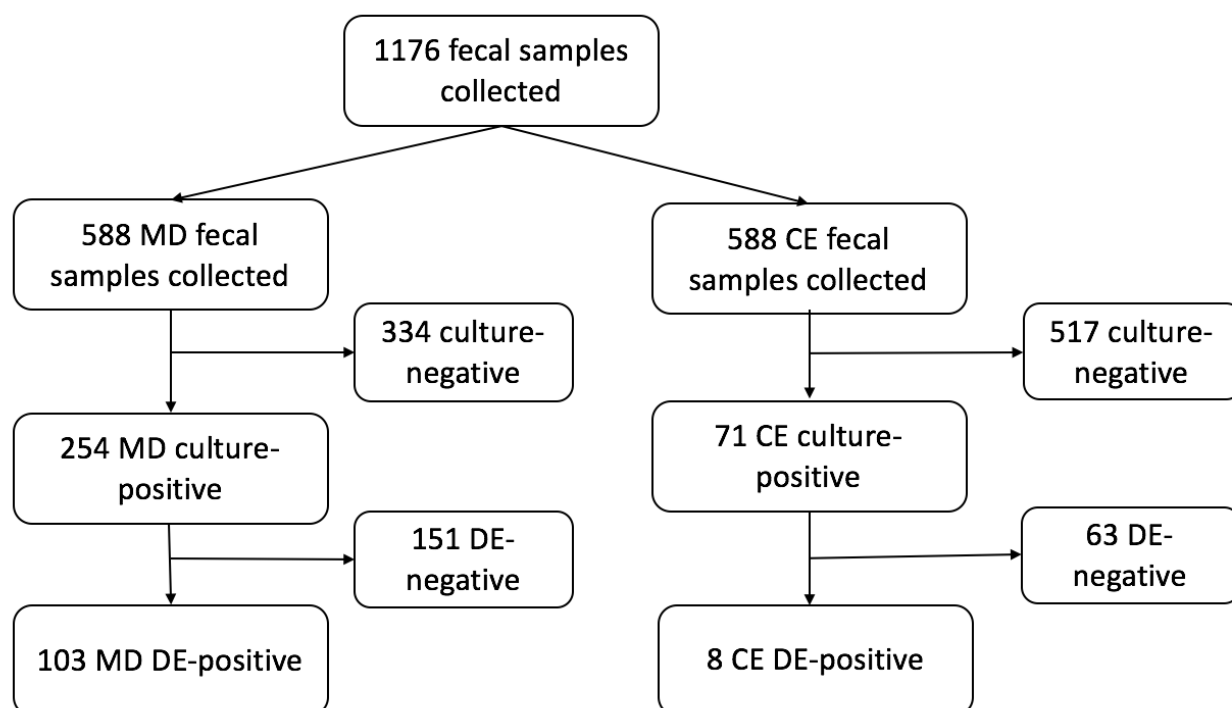 1176 fecal samples
collected
588 MD fecal
samples collected
588 CE fecal
samples collected
334 culture-
negative
517 culture-
negative
254 MD culture-
positive
71 CE culture-
positive
151 DE-
negative
63 DE-
negative
103 MD DE-positive
8 CE DE-positive